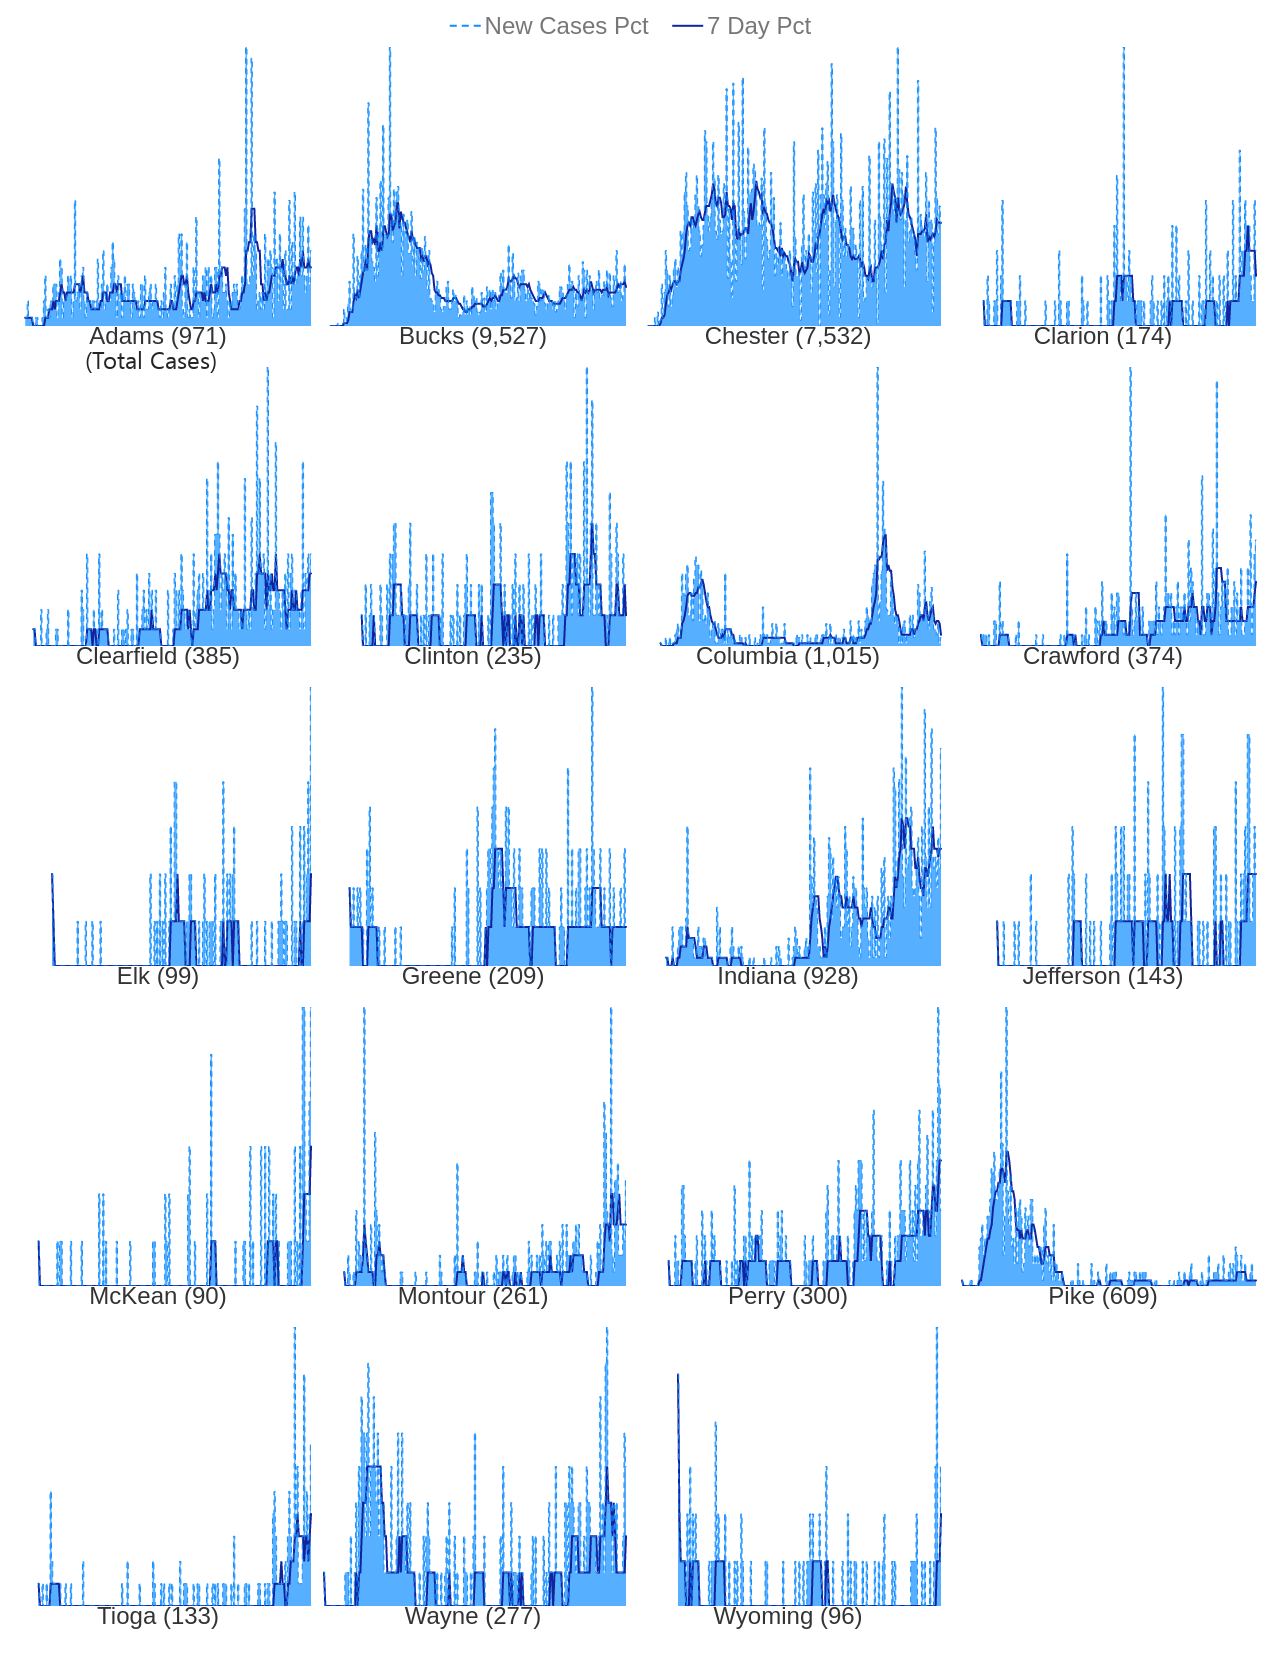 New Cases Pct 7 Day Pct
Adams (971) Bucks (9,527) Chester (7,532) Clarion (174)
(Total Cases)
Clearfield (385) Clinton (235) Columbia (1,015) Crawford (374)
Elk (99) Greene (209) Indiana (928) Jefferson (143)
McKean (90) Montour (261) Perry (300) Pike (609)
Tioga (133) Wayne (277) Wyoming (96)